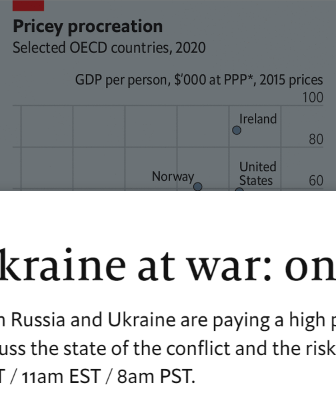 Pricey procreation
Selected OECD countries, 2020
GDP per person, $'000 at PPP*, 2015 prices
100
Ireland
80
Norway
United
States
60
kraine at war: on
n Russia and Ukraine are paying a high p
uss the state of the conflict and the risk
T / 11am EST / 8am PST.